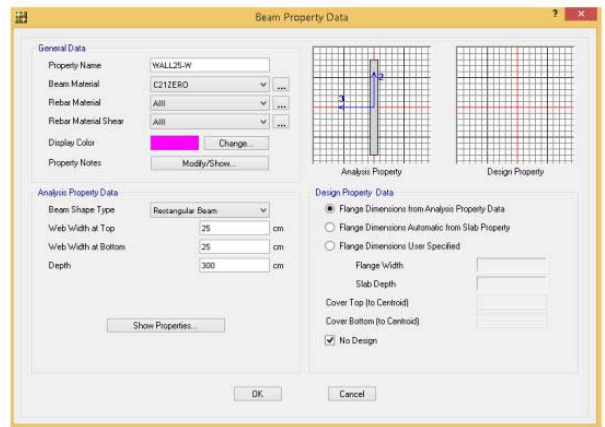 Beam Property Data
?
General Data
Property Name
WALL25-W
Beam Material
C21ZERO
...
Rebar Material
AIII
...
Rebar Material Shear
AIII
...
Display Color
Change...
Property Notes
Modify/Show...
2
3
Analysis Property
Design Property
Analysis Property Data
Beam Shape Type
Rectangular Beam
Web Width at Top
25
cm
Web Width at Bottom
25
cm
Depth
300
cm
Show Properties...
Design Property Data
Flange Dimensions from Analysis Property Data
Flange Dimensions Automatic from Slab Property
Flange Dimensions User Specified
Flange Width
Slab Depth
Cover Top (to Centroid)
Cover Bottom (to Centroid)
No Design
OK
Cancel